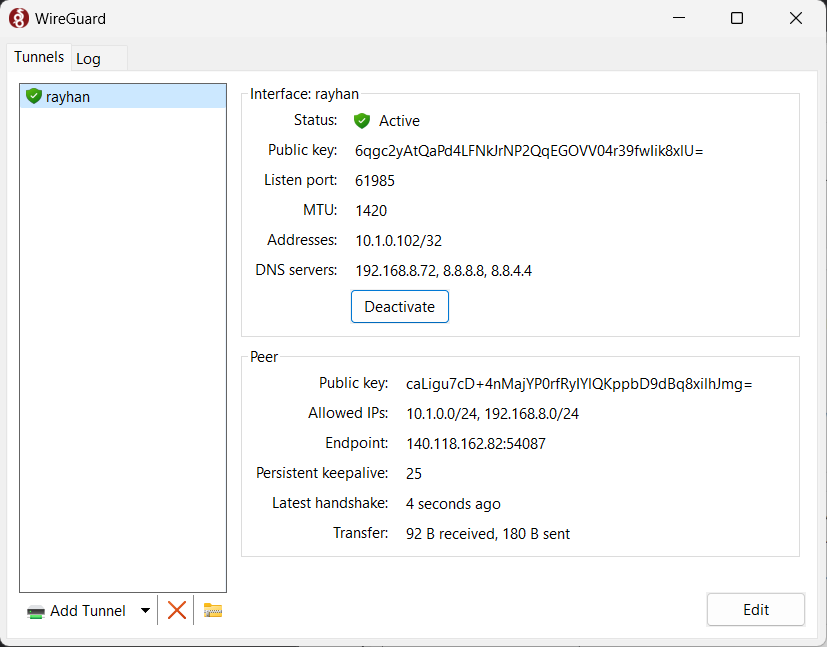 WireGuard
Tunnels Log
rayhan
Interface: rayhan
Status: Active
Public key: 6qgc2yAtQaPd4LFNkJrNP2QqEGOVV04r39fwIik8xlU=
Listen port: 61985
MTU: 1420
Addresses: 10.1.0.102/32
DNS servers: 192.168.8.72, 8.8.8.8, 8.8.4.4
Deactivate
Peer
Public key: caLigu7cD+4nMajYP0rfRyIYlQKppbD9dBq8xilhJmg=
Allowed IPs: 10.1.0.0/24, 192.168.8.0/24
Endpoint: 140.118.162.82:54087
Persistent keepalive: 25
Latest handshake: 4 seconds ago
Transfer: 92 B received, 180 B sent
Add Tunnel
Edit